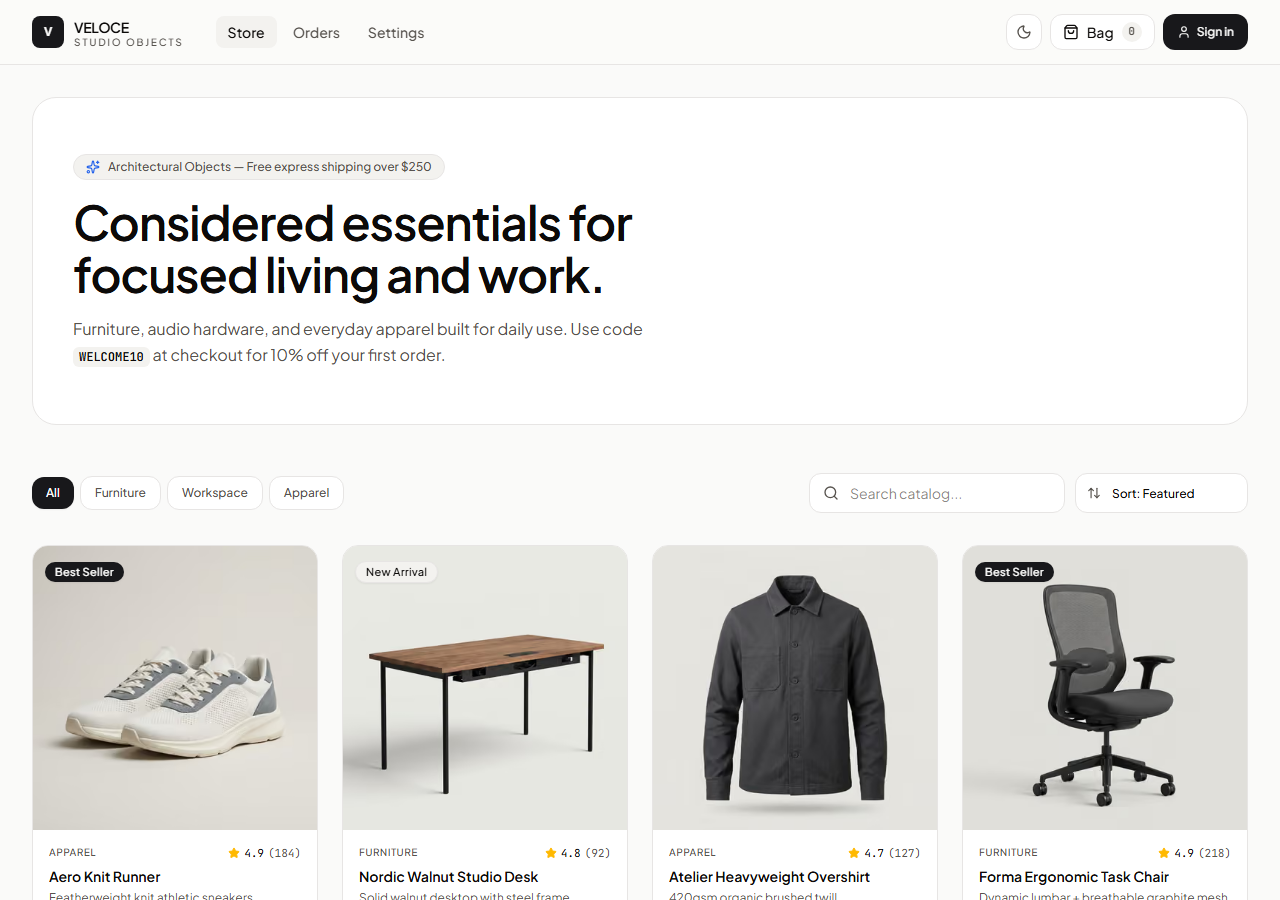 V
VELOCE
STUDIO OBJECTS
Store
Orders
Settings
Bag
0
Sign in
Architectural Objects — Free express shipping over $250
Considered essentials for
focused living and work.
Furniture, audio hardware, and everyday apparel built for daily use. Use code
WELCOME10 at checkout for 10% off your first order.
All
Furniture
Workspace
Apparel
Search catalog...
Sort: Featured
Best Seller
New Arrival
Best Seller
APPAREL
4.9 (184)
Aero Knit Runner
Featherweight knit athletic sneakers
FURNITURE
4.8 (92)
Nordic Walnut Studio Desk
Solid walnut desktop with steel frame
APPAREL
4.7 (127)
Atelier Heavyweight Overshirt
420gsm organic brushed twill
FURNITURE
4.9 (218)
Forma Ergonomic Task Chair
Dynamic lumbar + breathable graphite mesh